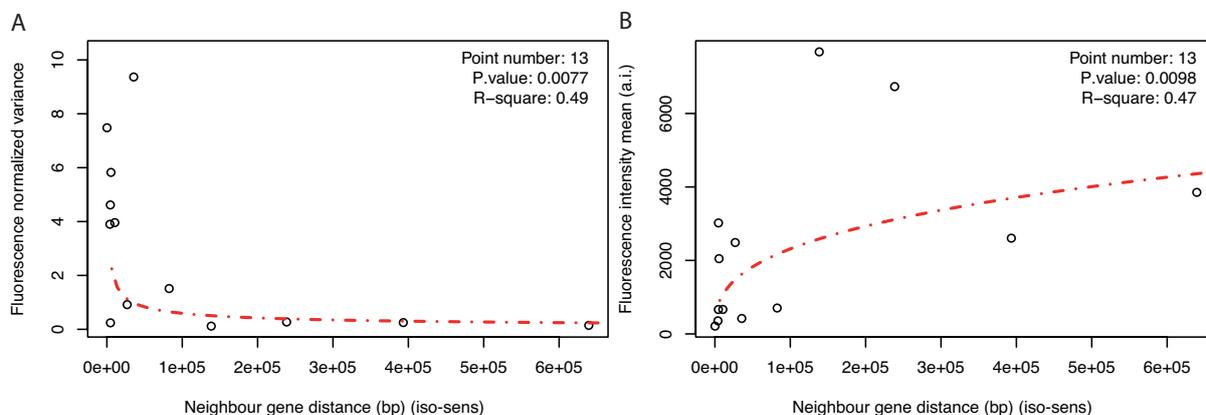 A
Fluorescence normalized variance
10
8
6
4
2
0
Point number: 13
P.value: 0.0077
R−square: 0.49
0e+00 1e+05 2e+05 3e+05 4e+05 5e+05 6e+05
Neighbour gene distance (bp) (iso-sens)
B
Fluorescence intensity mean (a.i.)
6000
4000
2000
0
Point number: 13
P.value: 0.0098
R−square: 0.47
0e+00 1e+05 2e+05 3e+05 4e+05 5e+05 6e+05
Neighbour gene distance (bp) (iso-sens)